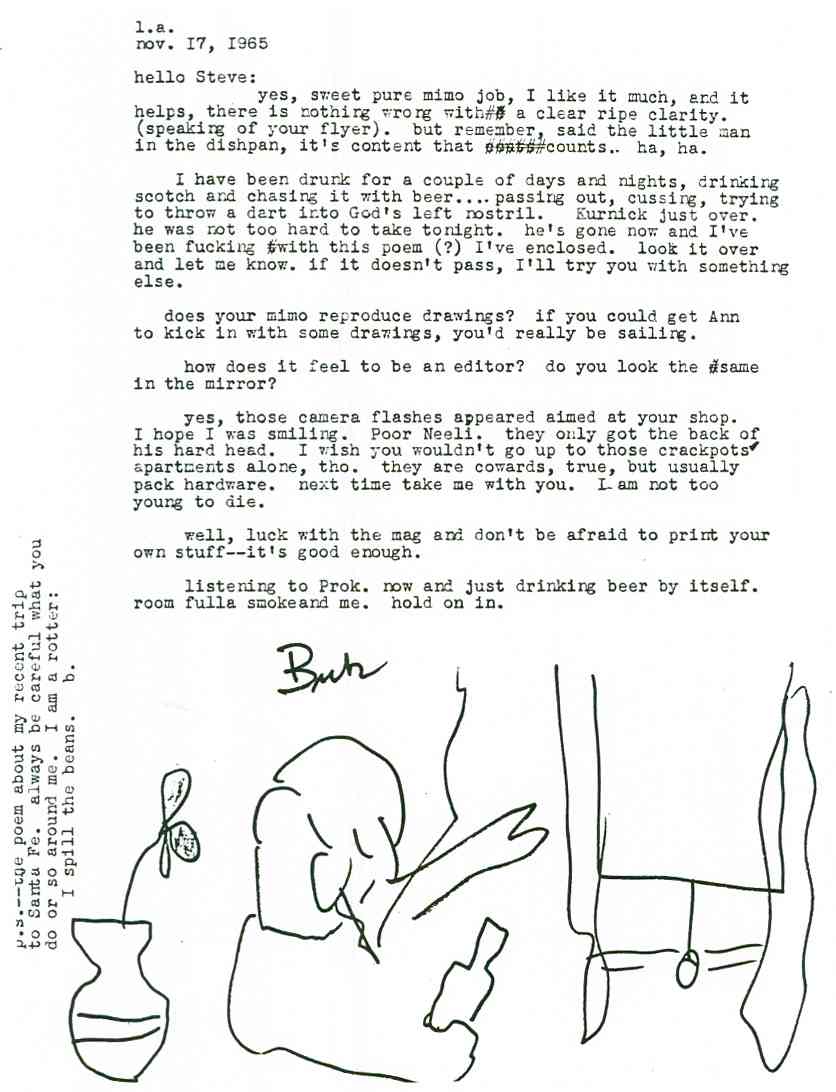 l.a.
nov. I7, I965
hello Steve:
yes, sweet pure mimo job, I like it much, and it
helps, there is nothing wrong with## a clear ripe clarity.
(speaking of your flyer). but remember, said the little man
in the dishpan, it's content that ######counts.. ha, ha.
I have been drunk for a couple of days and nights, drinking
scotch and chasing it with beer.... passing out, cussing, trying
to throw a dart into God's left nostril. Kurnick just over.
he was not too hard to take tonight. he's gone now and I've
been fucking #with this poem (?) I've enclosed. look it over
and let me know. if it doesn't pass, I'll try you with something
else.
does your mimo reproduce drawings? if you could get Ann
to kick in with some drawings, you'd really be sailing.
how does it feel to be an editor? do you look the #same
in the mirror?
yes, those camera flashes appeared aimed at your shop.
I hope I was smiling. Poor Neeli. they only got the back of
his hard head. I wish you wouldn't go up to those crackpots'
apartments alone, tho. they are cowards, true, but usually
pack hardware. next time take me with you. I am not too
young to die.
well, luck with the mag and don't be afraid to print your
own stuff--it's good enough.
listening to Prok. now and just drinking beer by itself.
room fulla smokeand me. hold on in.
Buk
p.s.--the poem about my recent trip
to Santa Fe. always be careful what you
do or so around me. I am a rotter:
I spill the beans. b.